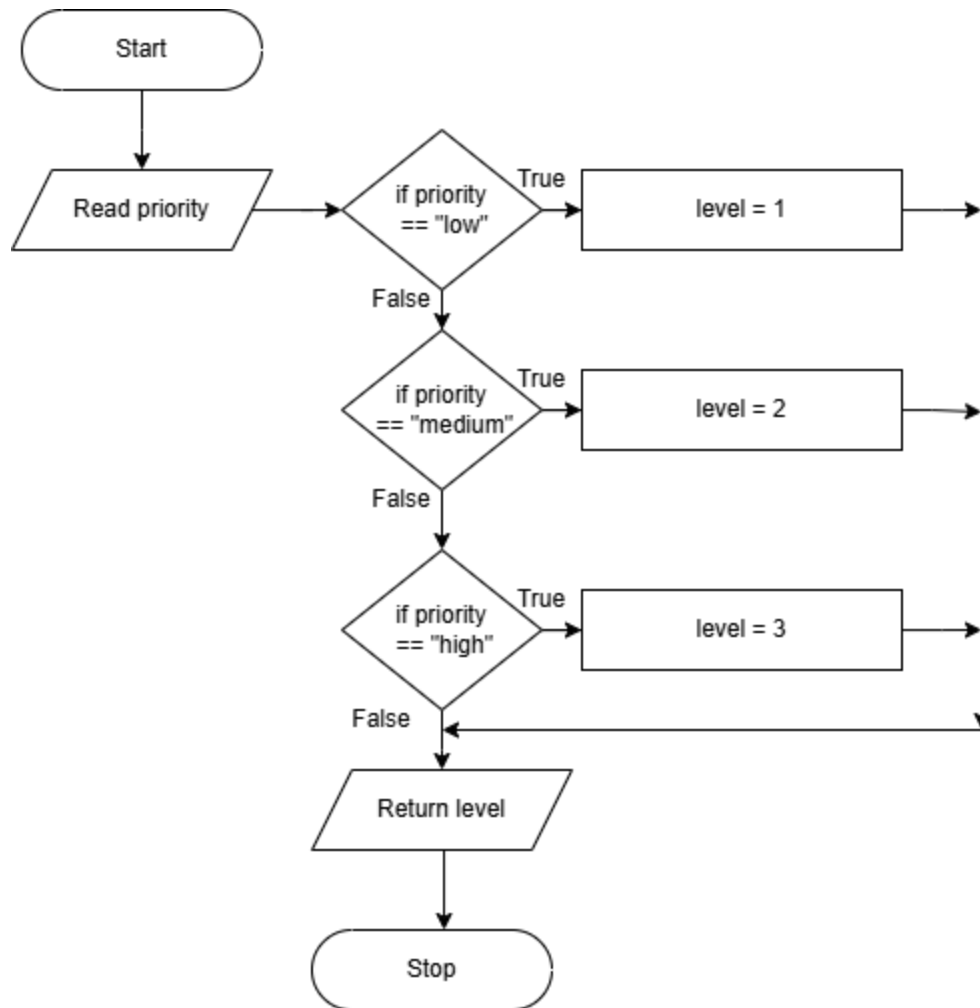 Start
Read priority
if priority
== "low"
True
level = 1
False
if priority
== "medium"
True
level = 2
False
if priority
== "high"
True
level = 3
False
Return level
Stop